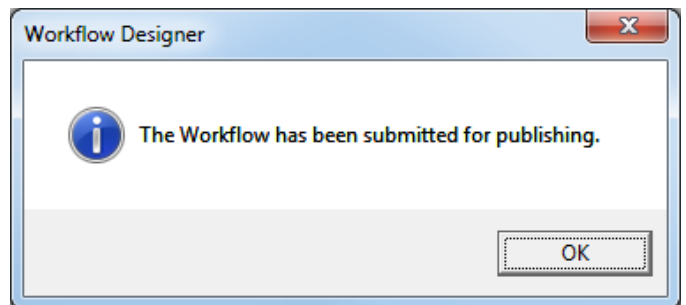 Workflow Designer
The Workflow has been submitted for publishing.
OK